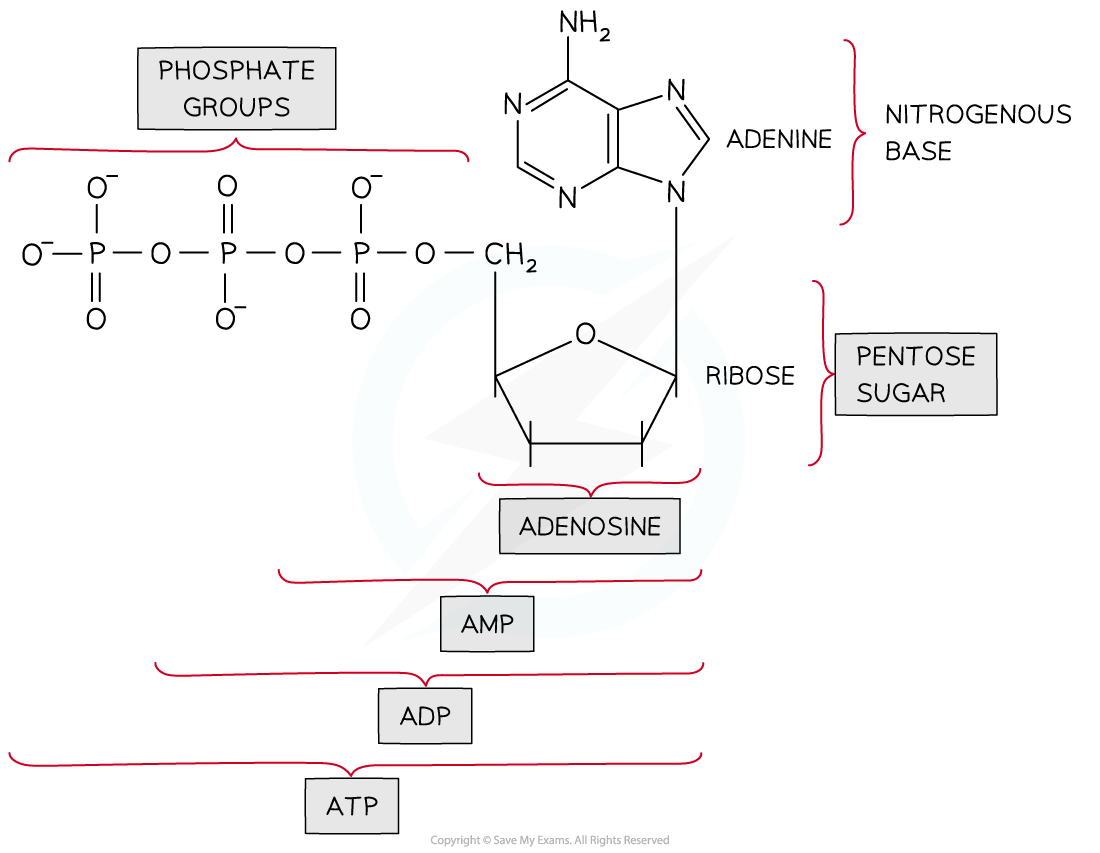 NH2
PHOSPHATE
GROUPS
N
N
ADENINE
NITROGENOUS
BASE
N
N
O⁻
O
O⁻
O⁻ P O P O P O CH2
O
O⁻
O
O
RIBOSE
PENTOSE
SUGAR
ADENOSINE
AMP
ADP
ATP
Copyright © Save My Exams. All Rights Reserved